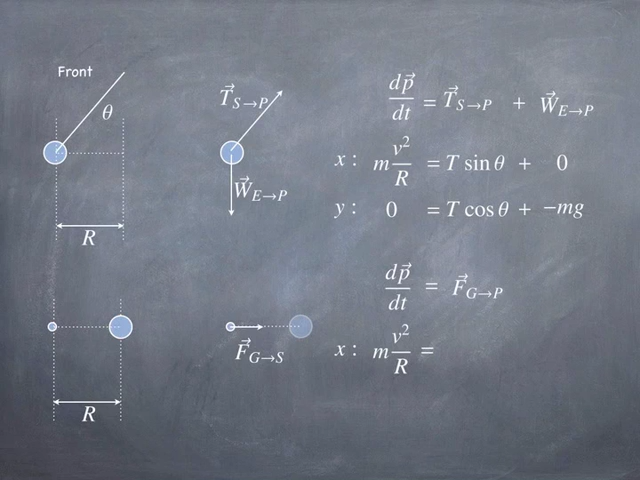 Front
θ
R
T⃗_{S→P}
W⃗_{E→P}
dp⃗/dt = T⃗_{S→P} + W⃗_{E→P}
x : m v²/R = T sin θ + 0
y : 0 = T cos θ + −mg
R
F⃗_{G→S}
dp⃗/dt = F⃗_{G→P}
x : m v²/R =